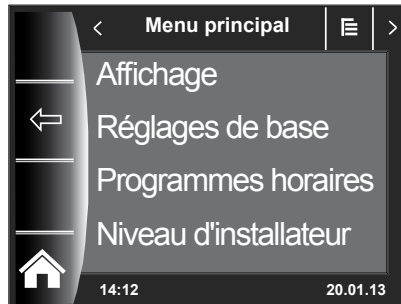 Menu principal
Affichage
Réglages de base
Programmes horaires
Niveau d'installateur
14:12 20.01.13